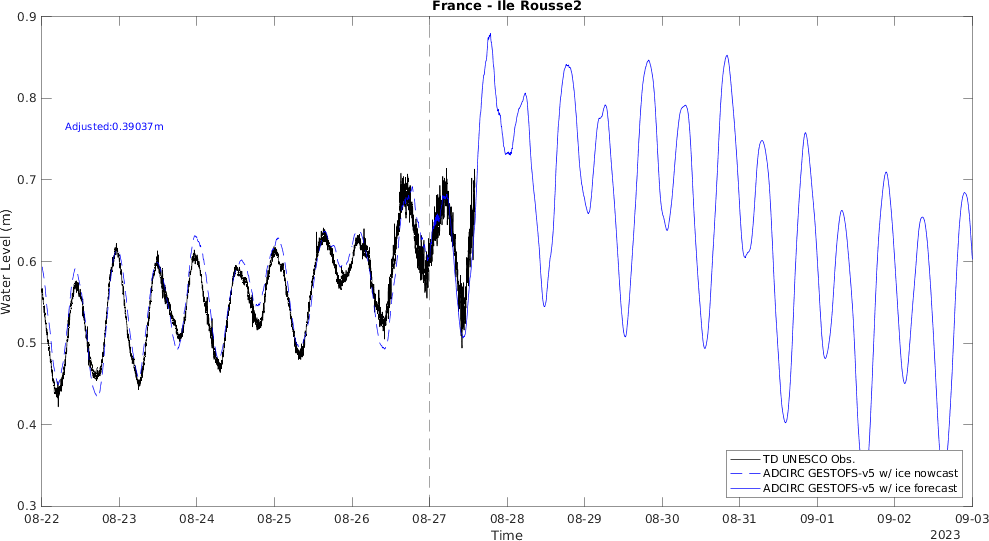 France - Ile Rousse2
0.9
0.8
0.7
0.6
0.5
0.4
0.3
Water Level (m)
Adjusted:0.39037m
TD UNESCO Obs.
ADCIRC GESTOFS-v5 w/ ice nowcast
ADCIRC GESTOFS-v5 w/ ice forecast
08-22 08-23 08-24 08-25 08-26 08-27 08-28 08-29 08-30 08-31 09-01 09-02 09-03
Time
2023